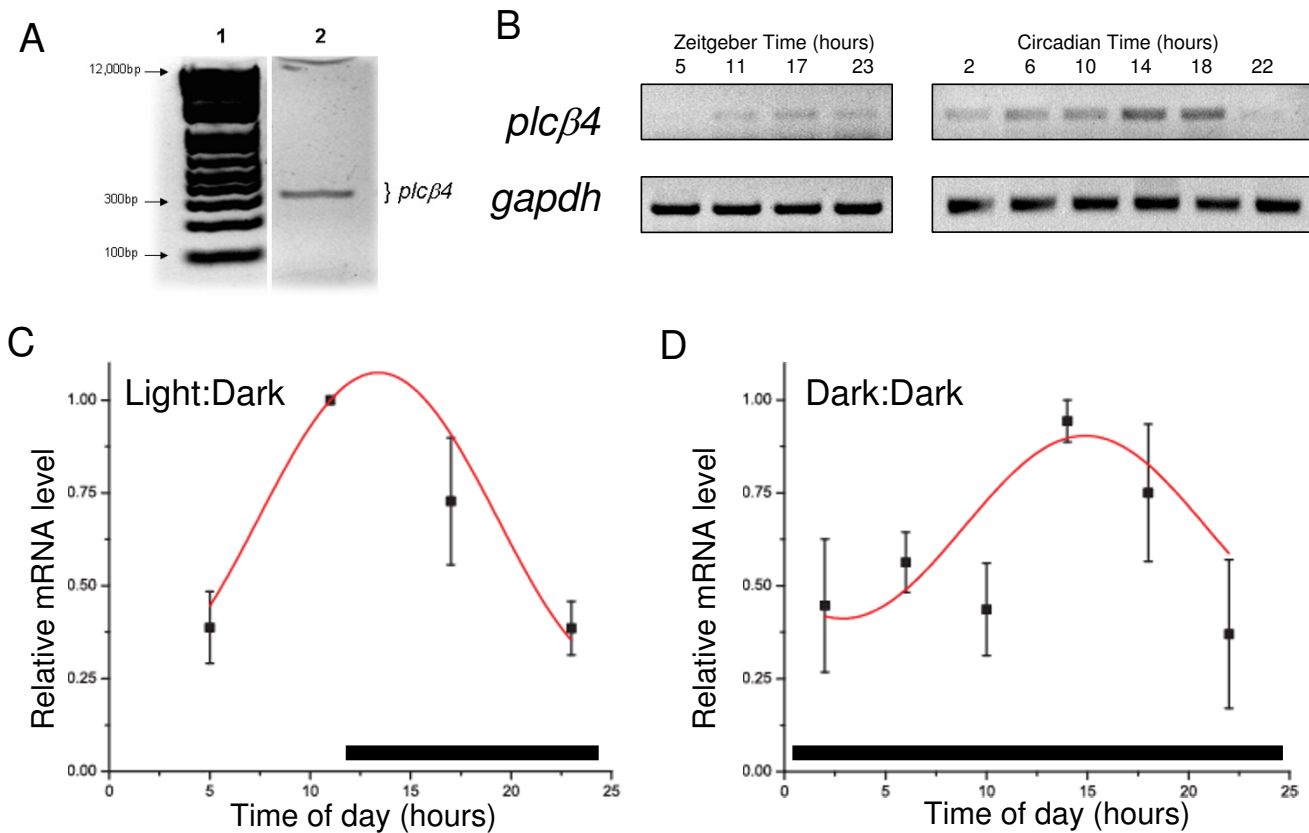 A
1 2
12,000bp
300bp
100bp
} plcβ4
B
Zeitgeber Time (hours)
5 11 17 23
Circadian Time (hours)
2 6 10 14 18 22
plcβ4
gapdh
C
Light:Dark
Relative mRNA level
1.00
0.75
0.50
0.25
0.00
0 5 10 15 20 25
Time of day (hours)
D
Dark:Dark
Relative mRNA level
1.00
0.75
0.50
0.25
0.00
0 5 10 15 20 25
Time of day (hours)